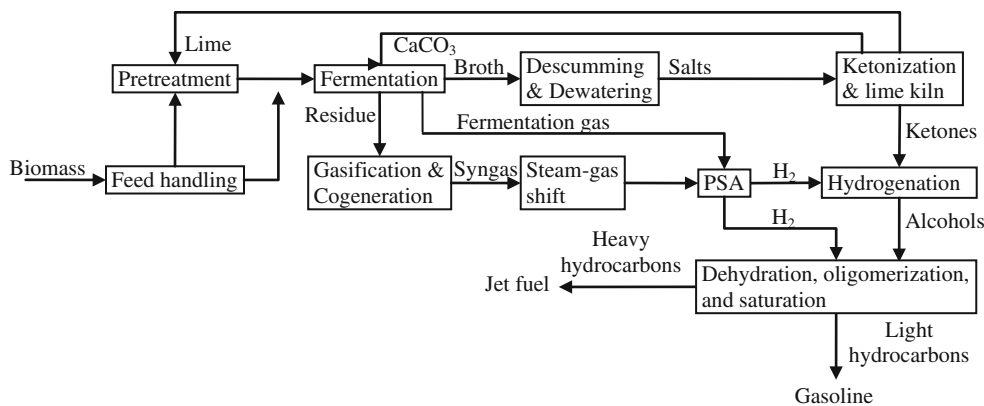 Lime
CaCO₃
Pretreatment
Fermentation
Broth
Descumming
& Dewatering
Salts
Ketonization
& lime kiln
Residue
Fermentation gas
Ketones
Biomass
Feed handling
Gasification &
Cogeneration
Syngas
Steam-gas
shift
PSA
H₂
Hydrogenation
H₂
Alcohols
Heavy
hydrocarbons
Jet fuel
Dehydration, oligomerization,
and saturation
Light
hydrocarbons
Gasoline